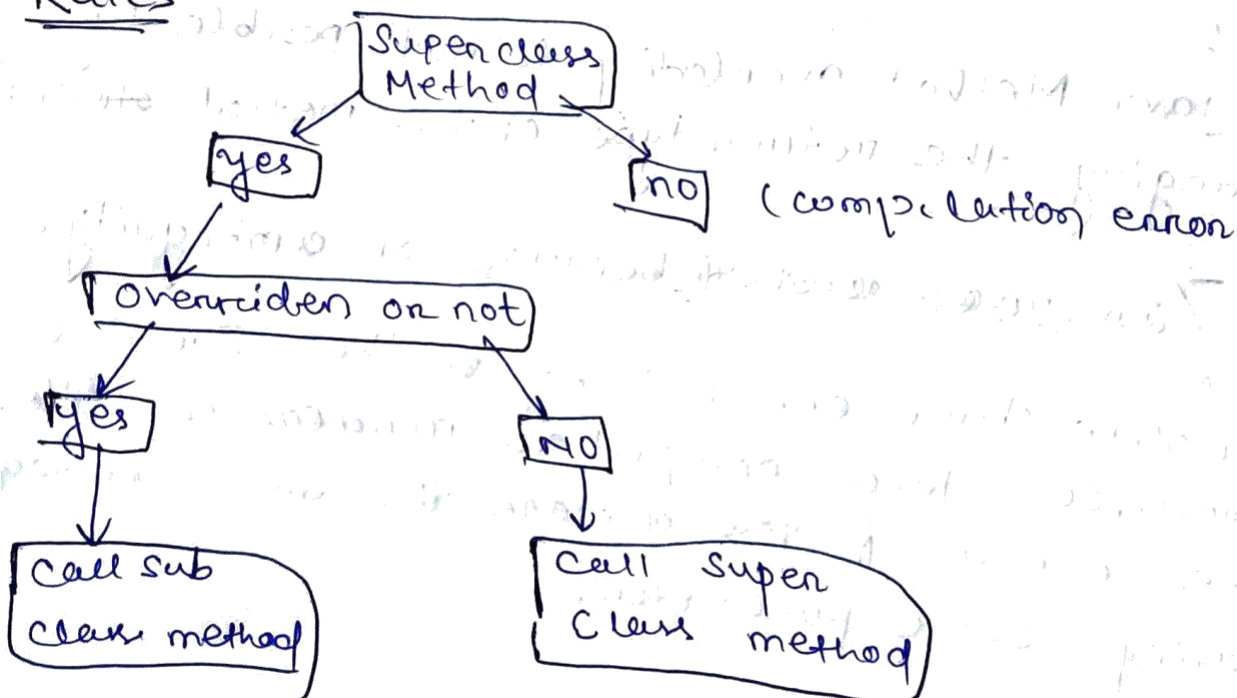 Rules
Super class
Method
yes
no (compilation error
overriden or not
yes
NO
Call sub
class method
Call super
class method